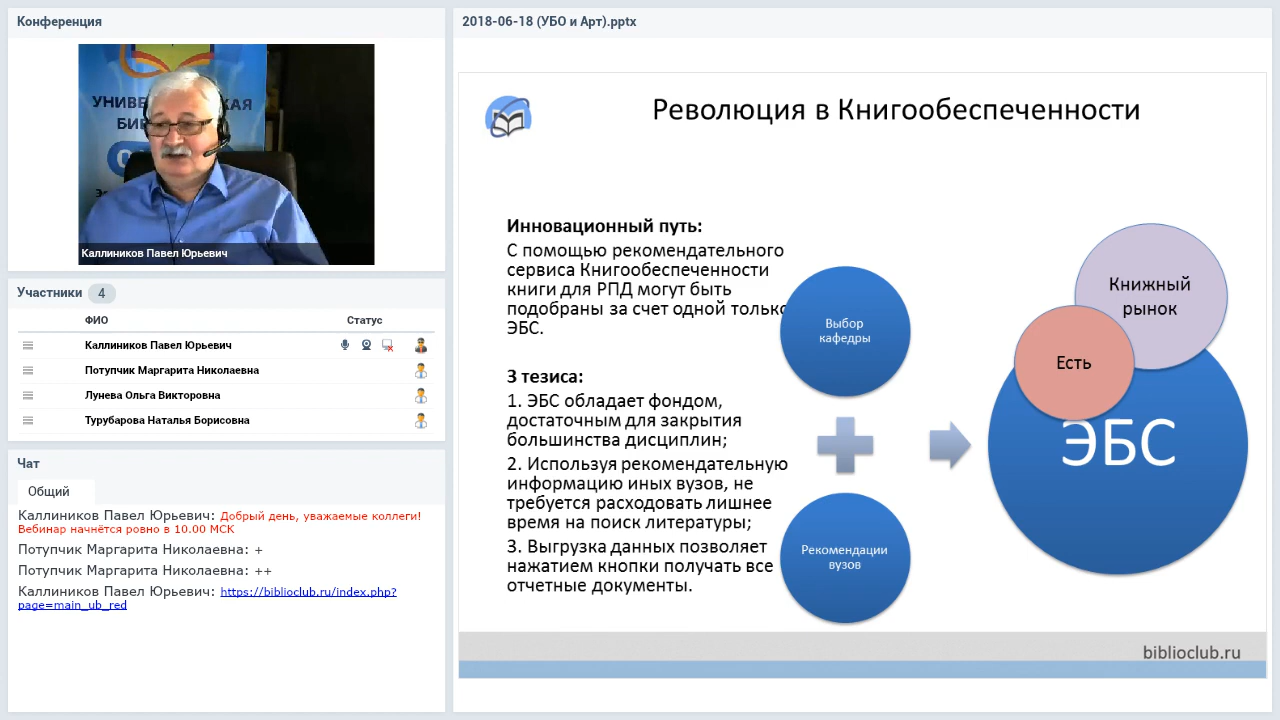 Конференция
Каллиников Павел Юрьевич
Участники 4
ФИО Статус
Каллиников Павел Юрьевич
Потупчик Маргарита Николаевна
Лунева Ольга Викторовна
Турубарова Наталья Борисовна
Чат
Общий
Каллиников Павел Юрьевич: Добрый день, уважаемые коллеги!
Вебинар начнётся ровно в 10.00 МСК
Потупчик Маргарита Николаевна: +
Потупчик Маргарита Николаевна: ++
Каллиников Павел Юрьевич: https://biblioclub.ru/index.php?
page=main_ub_red
2018-06-18 (УБО и Арт).pptx
Революция в Книгообеспеченности
Инновационный путь:
С помощью рекомендательного
сервиса Книгообеспеченности
книги для РПД могут быть
подобраны за счет одной только
ЭБС.
3 тезиса:
1. ЭБС обладает фондом,
достаточным для закрытия
большинства дисциплин;
2. Используя рекомендательную
информацию иных вузов, не
требуется расходовать лишнее
время на поиск литературы;
3. Выгрузка данных позволяет
нажатием кнопки получать все
отчетные документы.
Выбор
кафедры
Рекомендации
вузов
Книжный
рынок
Есть
ЭБС
biblioclub.ru